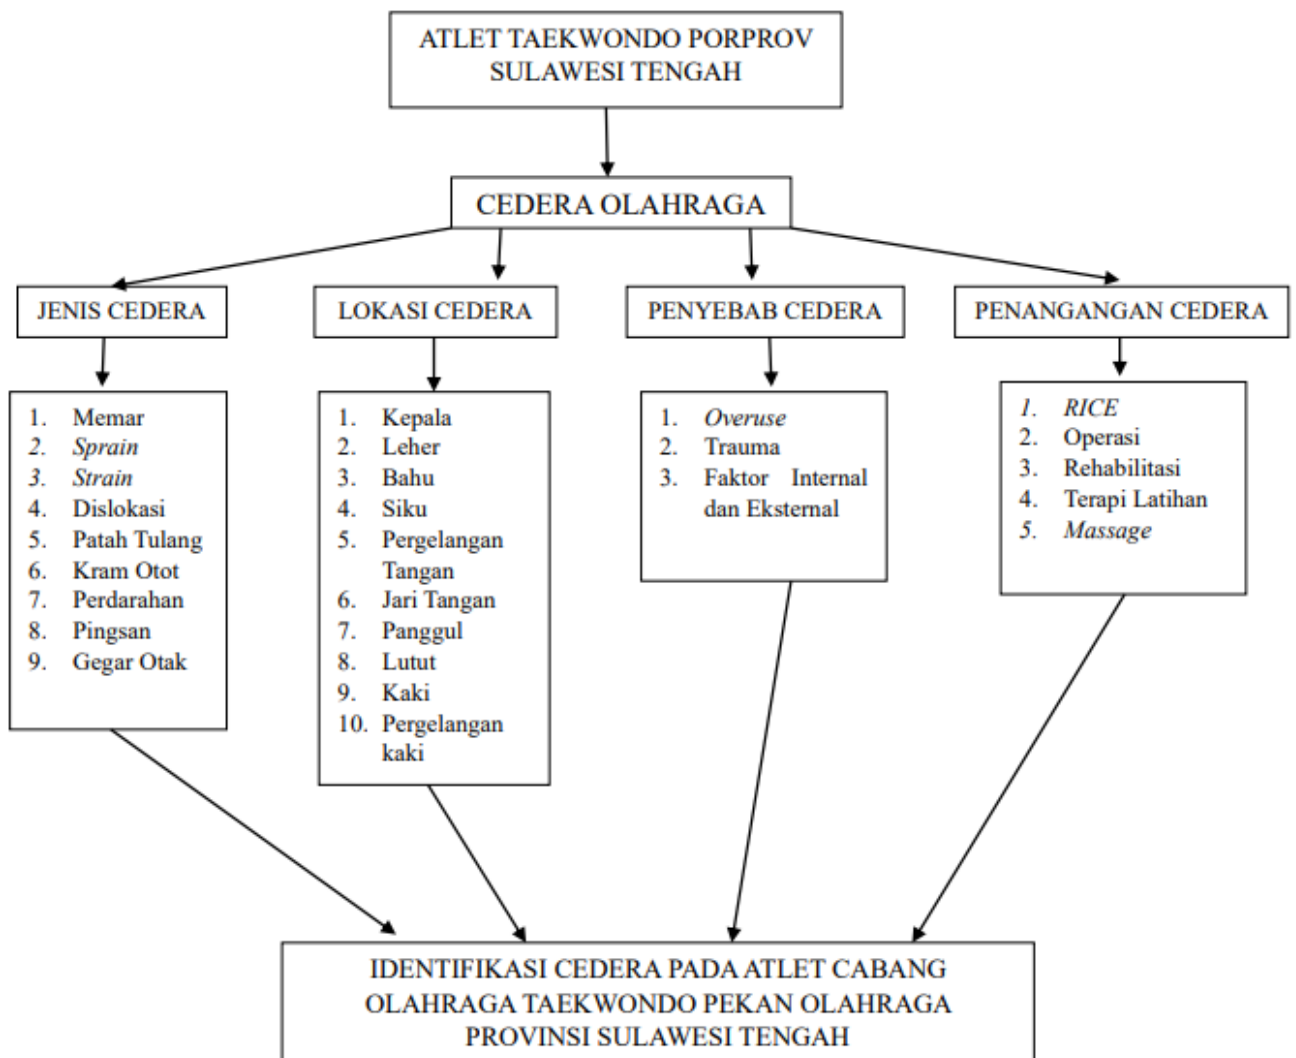 ATLET TAEKWONDO PORPROV
SULAWESI TENGAH
CEDERA OLAHRAGA
JENIS CEDERA
LOKASI CEDERA
PENYEBAB CEDERA
PENANGANGAN CEDERA
1. Memar
2. Sprain
3. Strain
4. Dislokasi
5. Patah Tulang
6. Kram Otot
7. Perdarahan
8. Pingsan
9. Gegar Otak
1. Kepala
2. Leher
3. Bahu
4. Siku
5. Pergelangan
Tangan
6. Jari Tangan
7. Panggul
8. Lutut
9. Kaki
10. Pergelangan
kaki
1. Overuse
2. Trauma
3. Faktor Internal
dan Eksternal
1. RICE
2. Operasi
3. Rehabilitasi
4. Terapi Latihan
5. Massage
IDENTIFIKASI CEDERA PADA ATLET CABANG
OLAHRAGA TAEKWONDO PEKAN OLAHRAGA
PROVINSI SULAWESI TENGAH